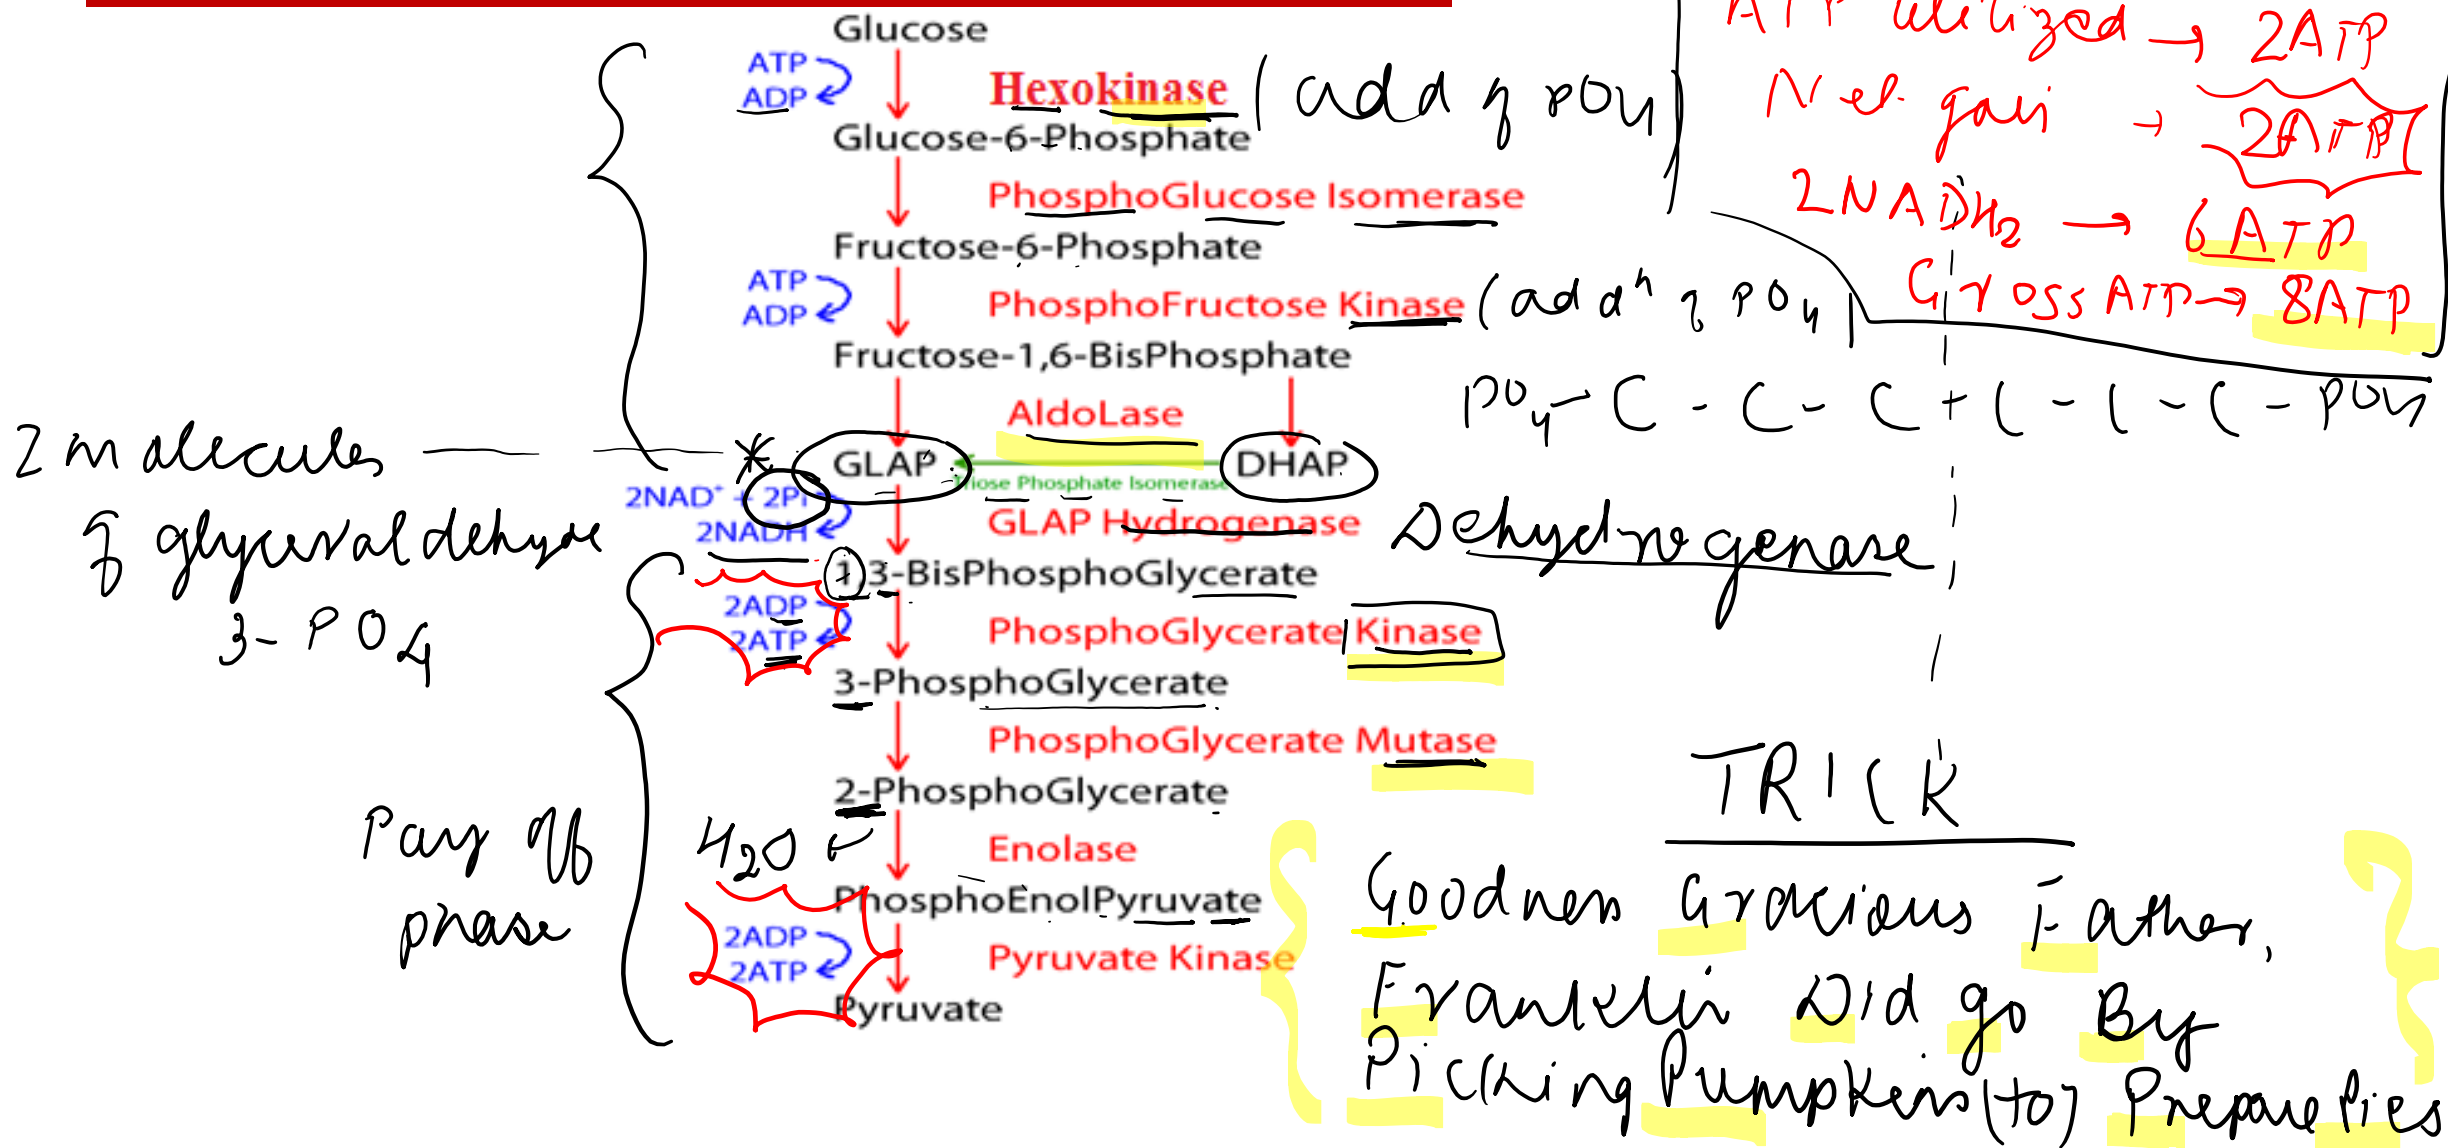 Glucose
ATP
ADP
Hexokinase (add of PO4)
Glucose-6-Phosphate
PhosphoGlucose Isomerase
Fructose-6-Phosphate
ATP
ADP
PhosphoFructose Kinase (addn of PO4)
Fructose-1,6-BisPhosphate
AldoLase
GLAP
DHAP
Triose Phosphate Isomerase
2NAD+ + 2Pi
2NADH
GLAP Hydrogenase Dehydrogenase
1,3-BisPhosphoGlycerate
2ADP
2ATP
PhosphoGlycerate Kinase
3-PhosphoGlycerate
PhosphoGlycerate Mutase
2-PhosphoGlycerate
H2O
Enolase
PhosphoEnolPyruvate
2ADP
2ATP
Pyruvate Kinase
Pyruvate
2 molecules
of glyceraldehyde
3-PO4
Pay off
phase
ATP utilized → 2ATP
Net gain → 2ATP
2NADH2 → 6ATP
Gross ATP → 8ATP
PO4 - C - C - C + C - C - C - PO4
TRICK
Goodness Gracious Father,
Franklin Did go By
Picking Pumpkins (to) Prepare Pies